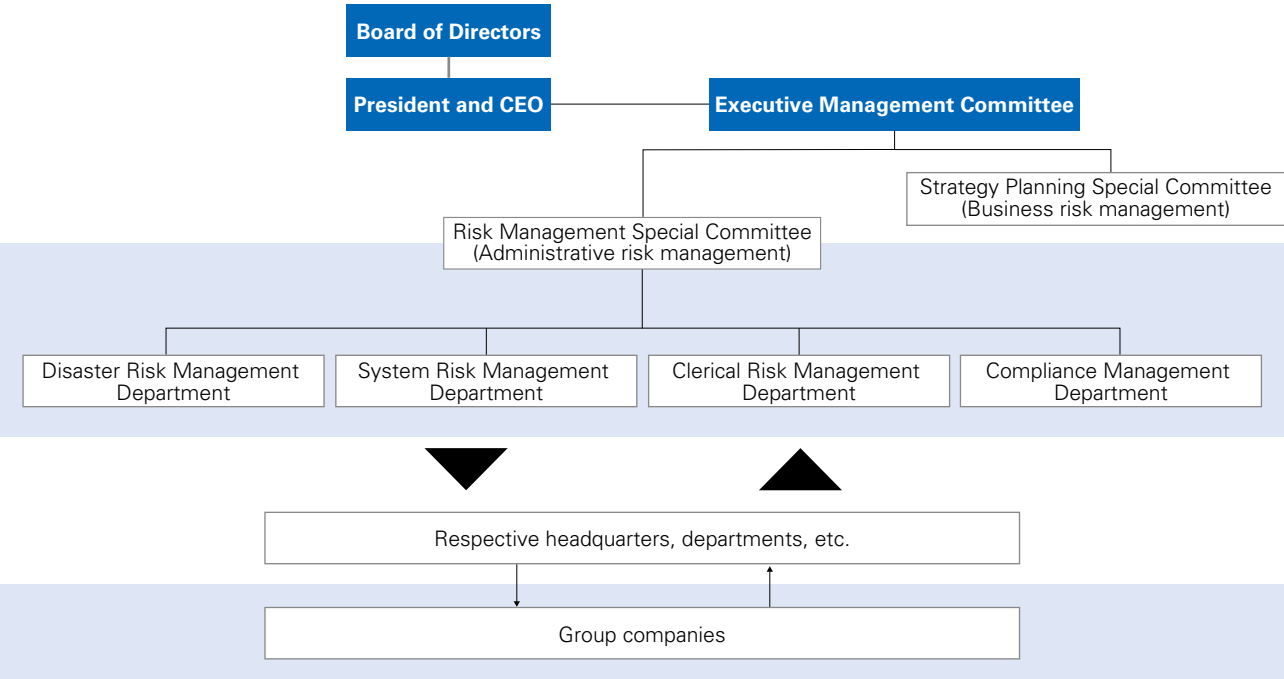 Board of Directors
President and CEO
Executive Management Committee
Strategy Planning Special Committee
(Business risk management)
Risk Management Special Committee
(Administrative risk management)
Disaster Risk Management
Department
System Risk Management
Department
Clerical Risk Management
Department
Compliance Management
Department
Respective headquarters, departments, etc.
Group companies